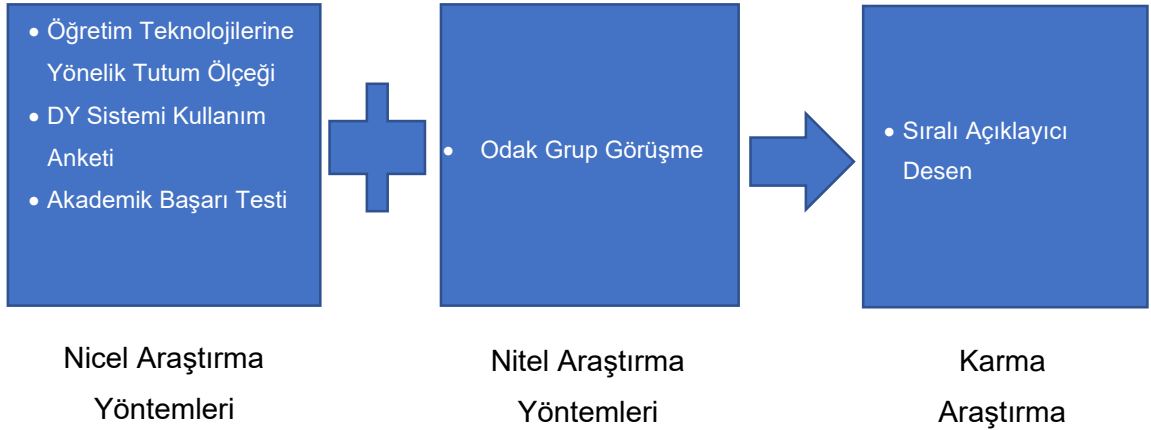 • Öğretim Teknolojilerine
Yönelik Tutum Ölçeği
• DY Sistemi Kullanım
Anketi
• Akademik Başarı Testi
• Odak Grup Görüşme
• Sıralı Açıklayıcı
Desen
Nicel Araştırma
Yöntemleri
Nitel Araştırma
Yöntemleri
Karma
Araştırma